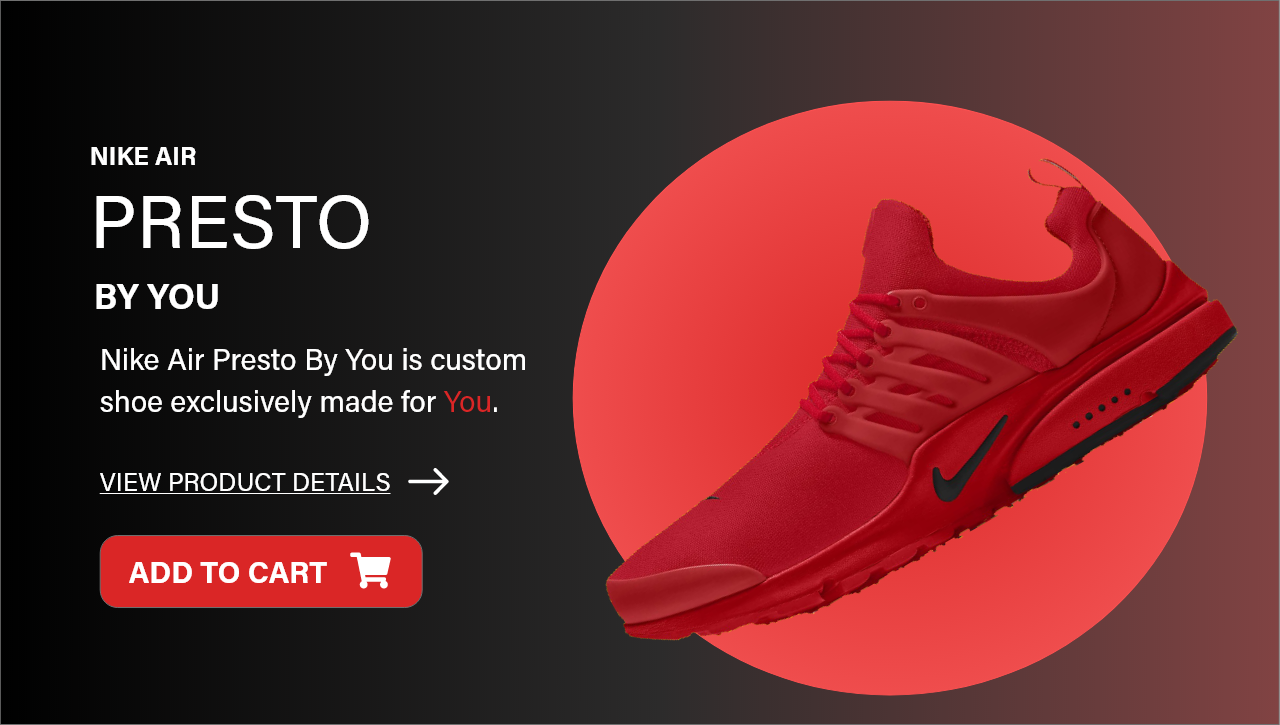 NIKE AIR
PRESTO
BY YOU
Nike Air Presto By You is custom
shoe exclusively made for You.
VIEW PRODUCT DETAILS
ADD TO CART